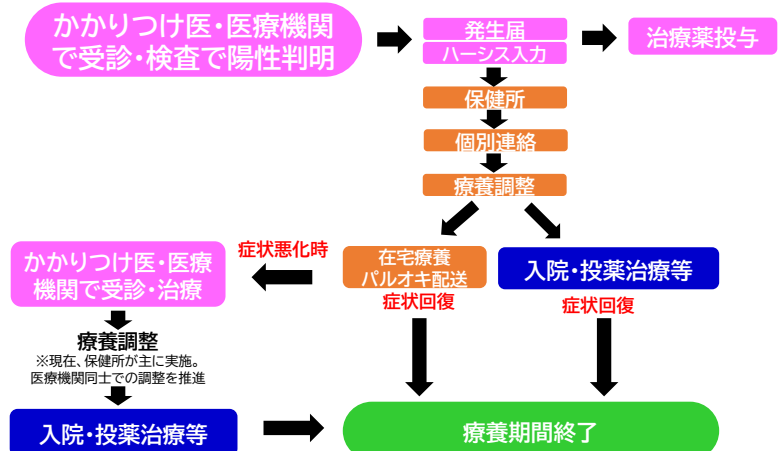 かかりつけ医・医療機関
で受診・検査で陽性判明
発生届
ハーシス入力
治療薬投与
保健所
個別連絡
療養調整
症状悪化時
在宅療養
パルオキ配送
入院・投薬治療等
かかりつけ医・医療
機関で受診・治療
症状回復
症状回復
療養調整
※現在、保健所が主に実施。
医療機関同士での調整を推進
入院・投薬治療等
療養期間終了